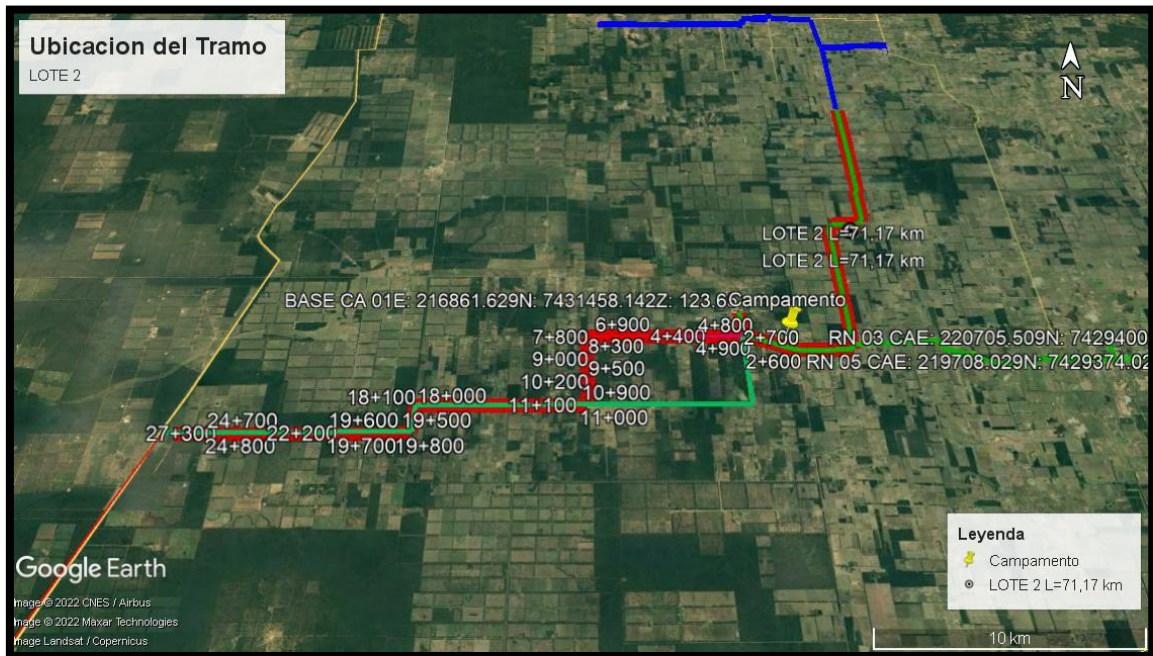 Ubicacion del Tramo
LOTE 2
N
LOTE 2 L=71,17 km
LOTE 2 L=71,17 km
BASE CA 01E: 216861.629N: 7431458.142Z: 123.6
Campamento
7+800
6+900
4+400
4+800
2+700
RN 03 CAE: 220705.509N: 7429400
8+300
4+900
9+000
9+500
2+600
RN 05 CAE: 219708.029N: 7429374.02
10+200
10+900
18+100
18+000
11+100
11+000
24+700
19+600
19+500
27+300
22+200
24+800
19+700
19+800
Leyenda
Campamento
LOTE 2 L=71,17 km
Google Earth
Image © 2022 CNES / Airbus
Image © 2022 Maxar Technologies
Image Landsat / Copernicus
10 km